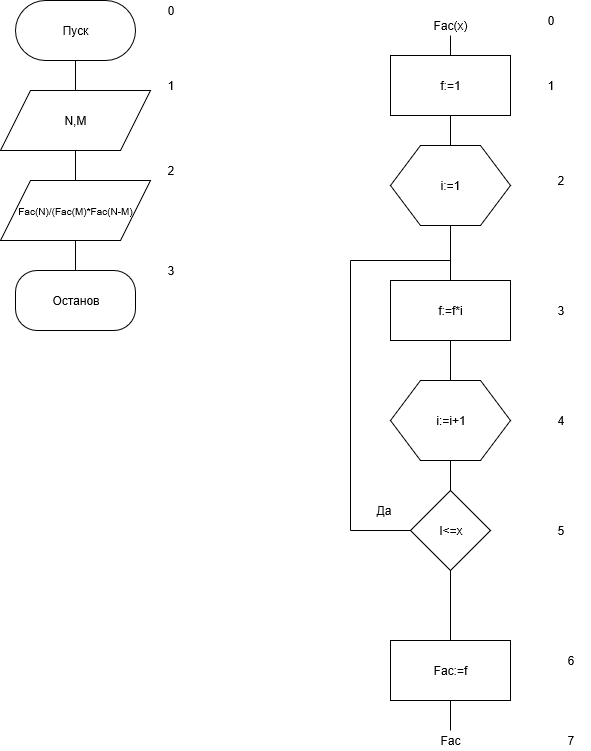 Пуск
0
N,M
1
Fac(N)/(Fac(M)*Fac(N-M)
2
Останов
3
Fac(x)
0
f:=1
1
i:=1
2
f:=f*i
3
i:=i+1
4
Да
I<=x
5
Fac:=f
6
Fac
7